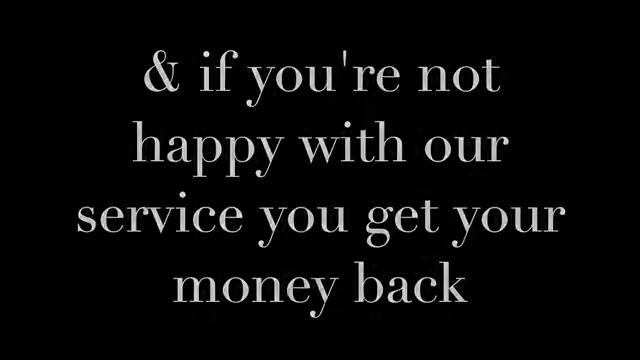 & if you're not
happy with our
service you get your
money back